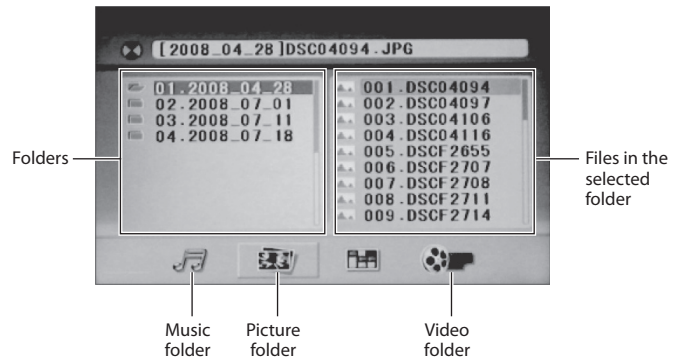 [2008_04_28]DSC04094.JPG
01.2008_04_28
02.2008_07_01
03.2008_07_11
04.2008_07_18
001.DSC04094
002.DSC04097
003.DSC04106
004.DSC04116
005.DSCF2655
006.DSCF2707
007.DSCF2708
008.DSCF2711
009.DSCF2714
Folders
Files in the
selected
folder
Music
folder
Picture
folder
Video
folder